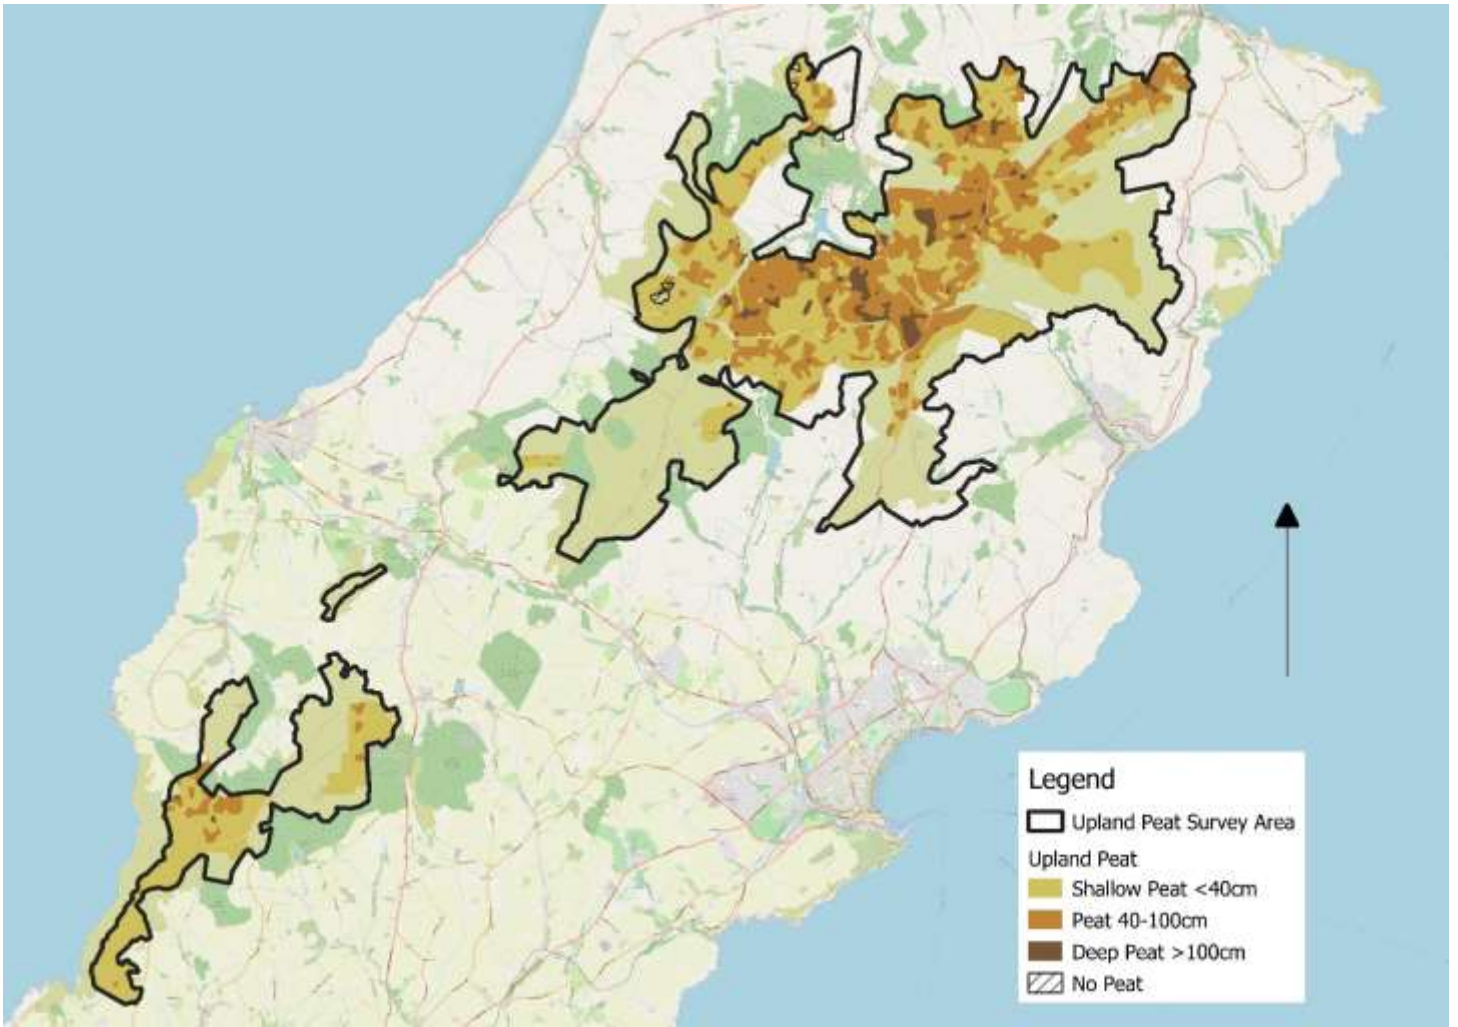 Legend
Upland Peat Survey Area
Upland Peat
Shallow Peat <40cm
Peat 40-100cm
Deep Peat >100cm
No Peat